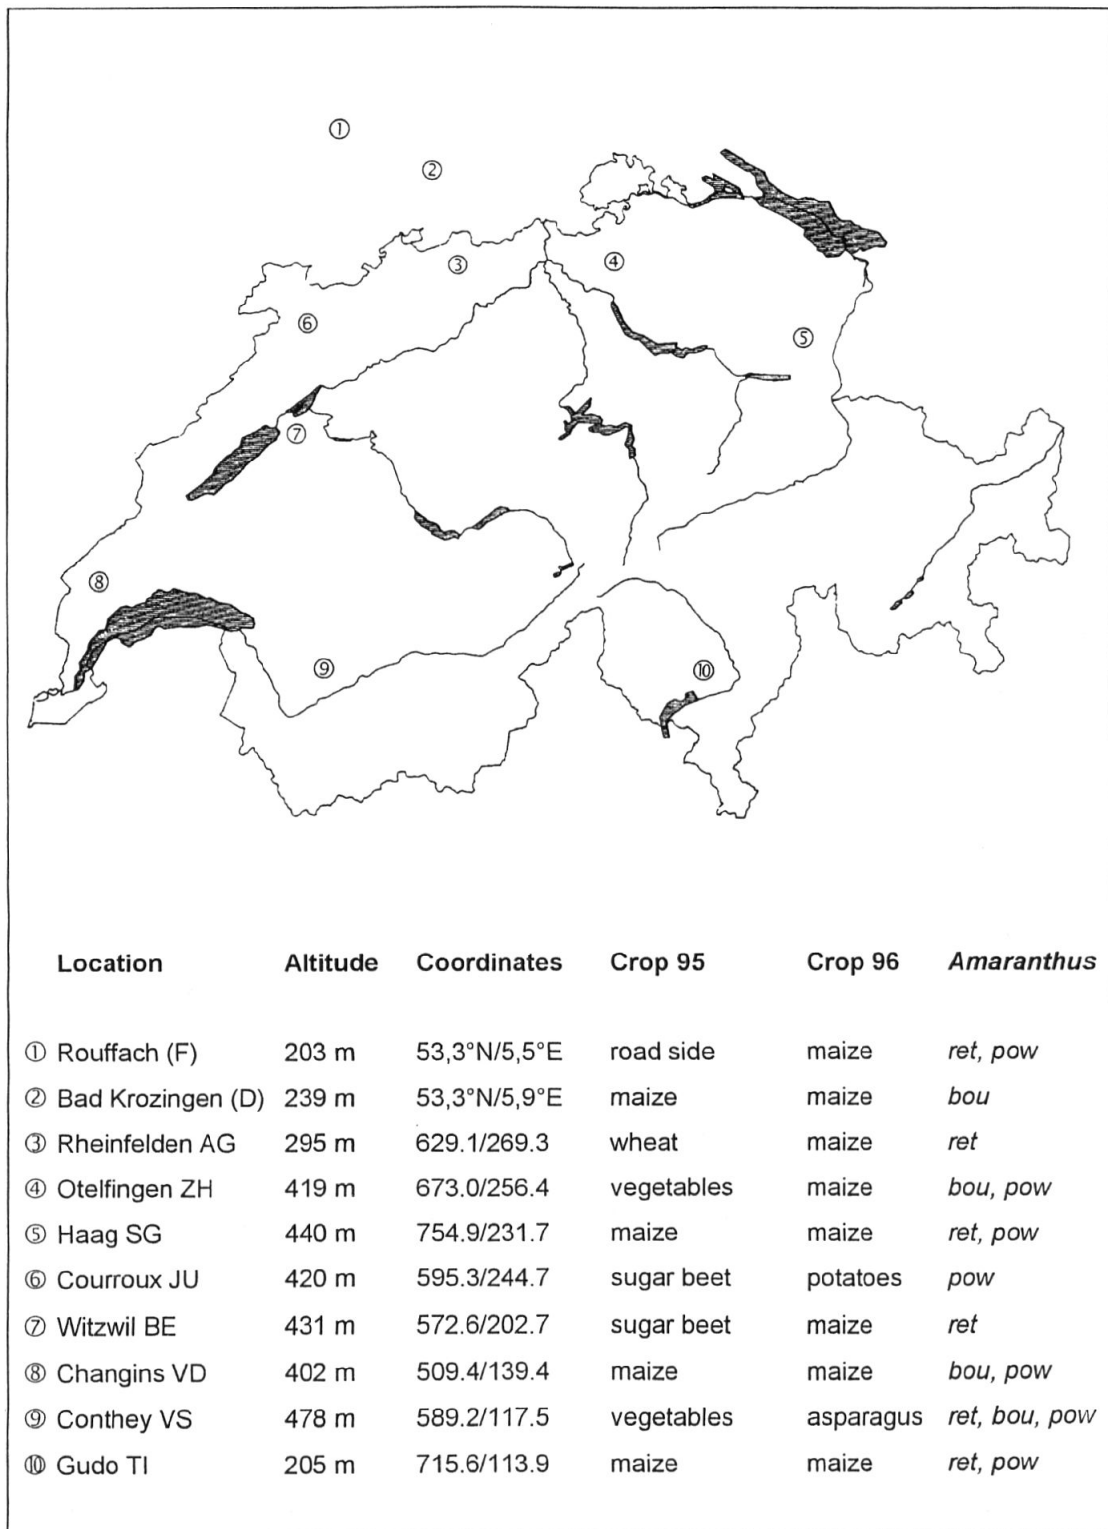 ①
②
③
④
⑤
⑥
⑦
⑧
⑨
⑩
Location Altitude Coordinates Crop 95 Crop 96 Amaranthus
① Rouffach (F) 203 m 53,3°N/5,5°E road side maize ret, pow
② Bad Krozingen (D) 239 m 53,3°N/5,9°E maize maize bou
③ Rheinfelden AG 295 m 629.1/269.3 wheat maize ret
④ Otelfingen ZH 419 m 673.0/256.4 vegetables maize bou, pow
⑤ Haag SG 440 m 754.9/231.7 maize maize ret, pow
⑥ Courroux JU 420 m 595.3/244.7 sugar beet potatoes pow
⑦ Witzwil BE 431 m 572.6/202.7 sugar beet maize ret
⑧ Changins VD 402 m 509.4/139.4 maize maize bou, pow
⑨ Conthey VS 478 m 589.2/117.5 vegetables asparagus ret, bou, pow
⑩ Gudo TI 205 m 715.6/113.9 maize maize ret, pow